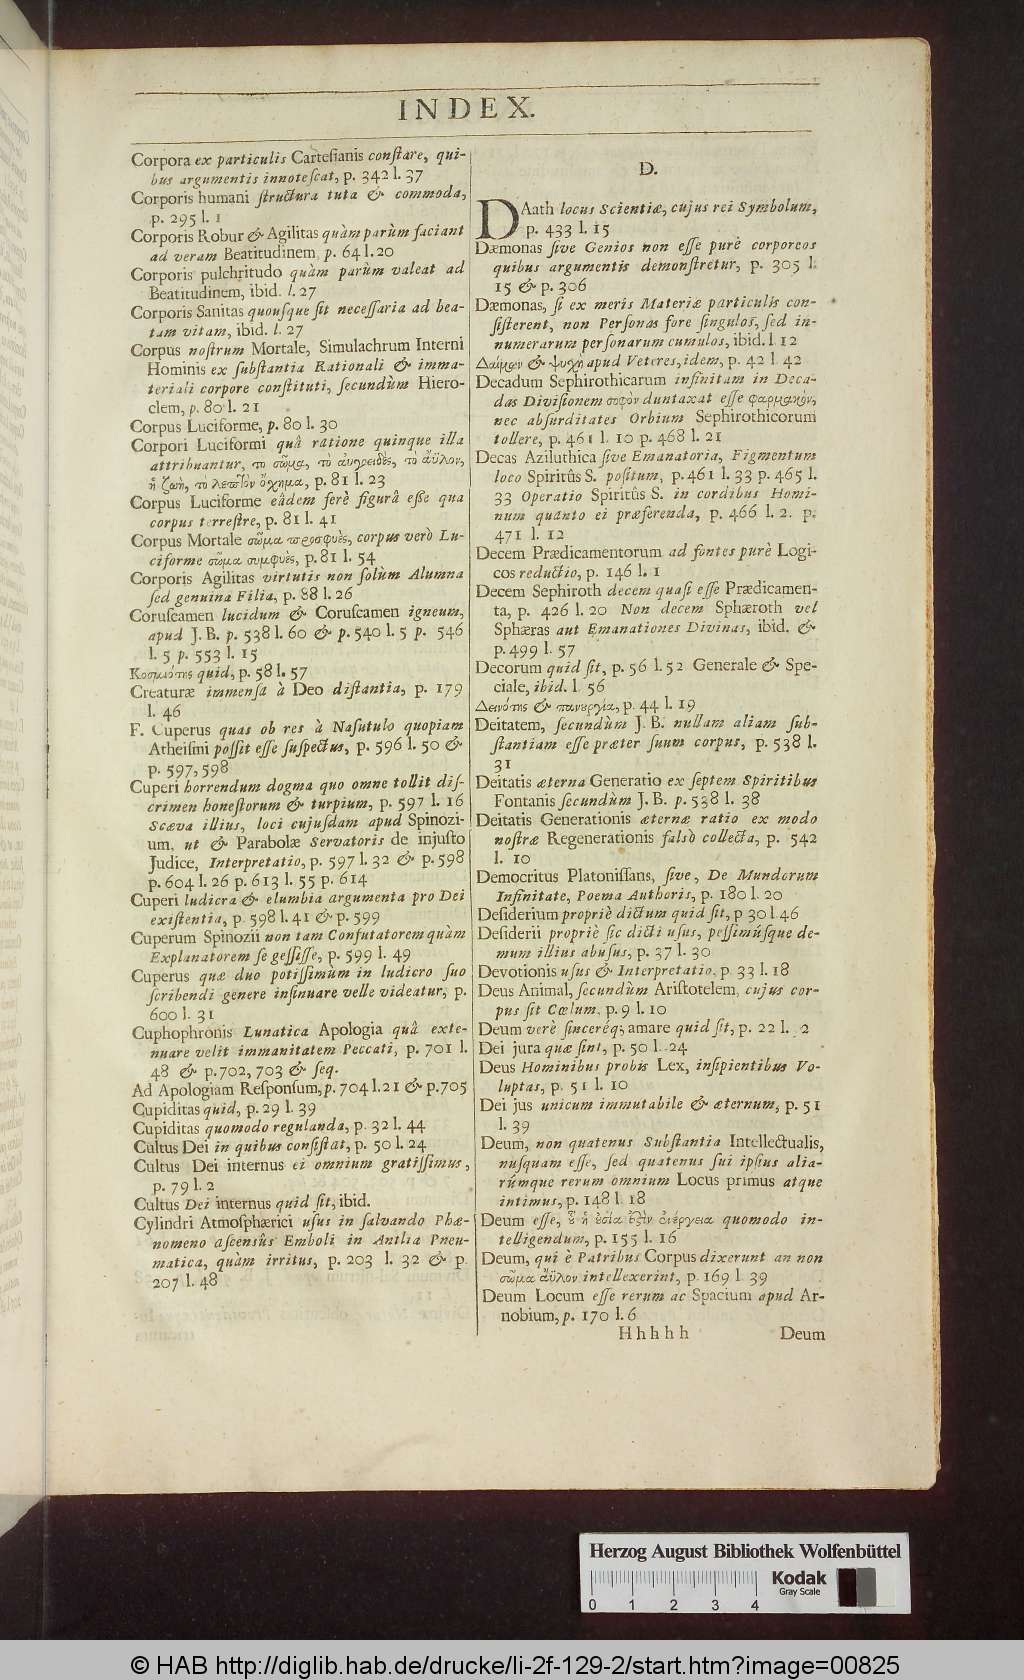 INDEX.
Corpora ex particulis Cartesianis constare, qui-
bus argumentis innotescat, p. 342 l. 37
Corporis humani structura tuta & commoda,
p. 295 l. 1
Corporis Robur & Agilitas quàm parùm faciant
ad veram Beatitudinem, p. 64 l. 20
Corporis pulchritudo quàm parùm valeat ad
Beatitudinem, ibid. l. 27
Corporis Sanitas quousque sit necessaria ad bea-
tam vitam, ibid. l. 27
Corpus nostrum Mortale, Simulachrum Interni
Hominis ex substantia Rationali & imma-
teriali corpore constituti, secundùm Hiero-
clem, p. 80 l. 21
Corpus Luciforme, p. 80 l. 30
Corpori Luciformi quâ ratione quinque illa
attribuantur, το σῶμα, τὸ αὐγοειδὲς, τὸ ἄϋλον,
ἡ ζωὴ, τὸ λεπτὸν ὄχημα, p. 81 l. 23
Corpus Luciforme eâdem ferè figurâ esse qua
corpus terrestre, p. 81 l. 41
Corpus Mortale σῶμα προσφυὲς, corpus verò Lu-
ciforme σῶμα συμφυὲς, p. 81 l. 54
Corporis Agilitas virtutis non solùm Alumna
sed genuina Filia, p. 88 l. 26
Coruscamen lucidum & Coruscamen igneum,
apud J. B. p. 538 l. 60 & p. 540 l. 5 p. 546
l. 5 p. 553 l. 15
Κοσμιότης quid, p. 58 l. 57
Creaturæ immensa à Deo distantia, p. 179
l. 46
F. Cuperus quas ob res à Nasutulo quopiam
Atheismi possit esse suspectus, p. 596 l. 50 &
p. 597, 598
Cuperi horrendum dogma quo omne tollit dis-
crimen honestorum & turpium, p. 597 l. 16
Scæva illius, loci cujusdam apud Spinozi-
um, ut & Parabolæ Servatoris de injusto
Judice, Interpretatio, p. 597 l. 32 & p. 598
p. 604 l. 26 p. 613 l. 55 p. 614
Cuperi ludicra & elumbia argumenta pro Dei
existentia, p. 598 l. 41 & p. 599
Cuperum Spinozii non tam Confutatorem quàm
Explanatorem se gessisse, p. 599 l. 49
Cuperus quæ duo potissimùm in ludicro suo
scribendi genere insinuare velle videatur, p.
600 l. 31
Cuphophronis Lunatica Apologia quâ exte-
nuare velit immanitatem Peccati, p. 701 l.
48 & p. 702, 703 & seq.
Ad Apologiam Responsum, p. 704 l. 21 & p. 705
Cupiditas quid, p. 29 l. 39
Cupiditas quomodo regulanda, p. 32 l. 44
Cultus Dei in quibus consistat, p. 50 l. 24
Cultus Dei internus ei omnium gratissimus,
p. 79 l. 2
Cultus Dei internus quid sit, ibid.
Cylindri Atmosphærici usus in salvando Phæ-
nomeno ascensûs Emboli in Antlia Pneu-
matica, quàm irritus, p. 203 l. 32 & p.
207 l. 48
D.
DAath locus Scientiæ, cujus rei Symbolum,
p. 433 l. 15
Dæmonas sive Genios non esse purè corporeos
quibus argumentis demonstretur, p. 305 l.
15 & p. 306
Dæmonas, si ex meris Materiæ particulis con-
sisterent, non Personas fore singulos, sed in-
numerarum personarum cumulos, ibid. l. 12
Δαίμων & ψυχὴ apud Veteres, idem, p. 42 l. 42
Decadum Sephirothicarum infinitam in Deca-
das Divisionem σοφὸν duntaxat esse φαρμακὸν,
nec absurditates Orbium Sephirothicorum
tollere, p. 461 l. 10 p. 468 l. 21
Decas Aziluthica sive Emanatoria, Figmentum
loco Spiritûs S. positum, p. 461 l. 33 p. 465 l.
33 Operatio Spiritûs S. in cordibus Homi-
num quanto ei præferenda, p. 466 l. 2. p.
471 l. 12
Decem Prædicamentorum ad fontes purè Logi-
cos reductio, p. 146 l. 1
Decem Sephiroth decem quasi esse Prædicamen-
ta, p. 426 l. 20 Non decem Sphæroth vel
Sphæras aut Emanationes Divinas, ibid. &
p. 499 l. 57
Decorum quid sit, p. 56 l. 52 Generale & Spe-
ciale, ibid. l. 56
Δεινότης & πανουργία, p. 44 l. 19
Deitatem, secundùm J. B. nullam aliam sub-
stantiam esse præter suum corpus, p. 538 l.
31
Deitatis æterna Generatio ex septem Spiritibus
Fontanis secundùm J. B. p. 538 l. 38
Deitatis Generationis æternæ ratio ex modo
nostræ Regenerationis falsò collecta, p. 542
l. 10
Democritus Platonissans, sive, De Mundorum
Infinitate, Poema Authoris, p. 180 l. 20
Desiderium propriè dictum quid sit, p 30 l. 46
Desiderii propriè sic dicti usus, pessimúsque de-
mum illius abusus, p. 37 l. 30
Devotionis usus & Interpretatio, p. 33 l. 18
Deus Animal, secundùm Aristotelem, cujus cor-
pus sit Cœlum, p. 9 l. 10
Deum verè sinceréq; amare quid sit, p. 22 l. 2
Dei jura quæ sint, p. 50 l. 24
Deus Hominibus probis Lex, insipientibus Vo-
luptas, p. 51 l. 10
Dei jus unicum immutabile & æternum, p. 51
l. 39
Deum, non quatenus Substantia Intellectualis,
nusquam esse, sed quatenus sui ipsius alia-
rúmque rerum omnium Locus primus atque
intimus, p. 148 l. 18
Deum esse, οὗ ἡ οὐσία ἐστὶν ἐνέργεια quomodo in-
telligendum, p. 155 l. 16
Deum, qui è Patribus Corpus dixerunt an non
σῶμα ἄϋλον intellexerint, p. 169 l. 39
Deum Locum esse rerum ac Spacium apud Ar-
nobium, p. 170 l. 6
Hhhhh Deum
Herzog August Bibliothek Wolfenbüttel
Kodak
Gray Scale
0 1 2 3 4
© HAB http://diglib.hab.de/drucke/li-2f-129-2/start.htm?image=00825